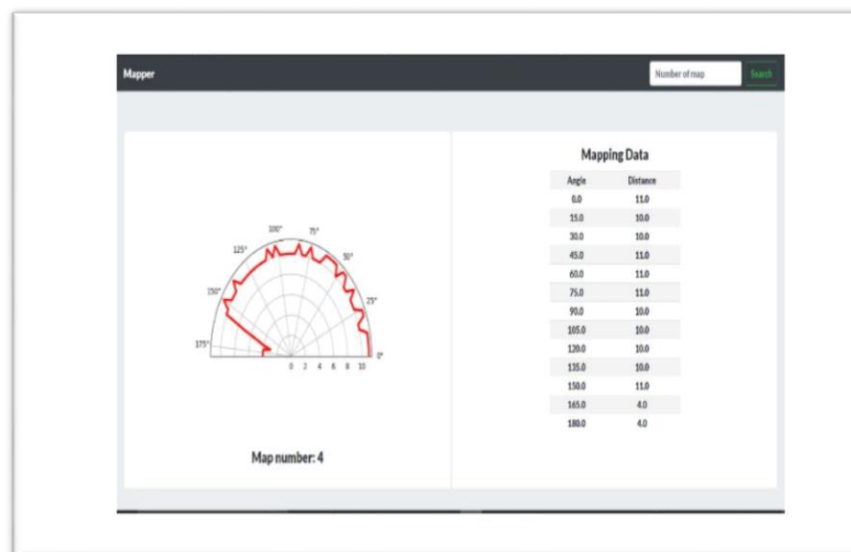 Mapper
Number of map Search
100° 75°
125° 50°
150° 25°
175° 0°
0 2 4 6 8 10
Map number: 4
Mapping Data
Angle Distance
0.0 11.0
15.0 10.0
30.0 10.0
45.0 11.0
60.0 11.0
75.0 11.0
90.0 10.0
105.0 10.0
120.0 10.0
135.0 10.0
150.0 11.0
165.0 4.0
180.0 4.0